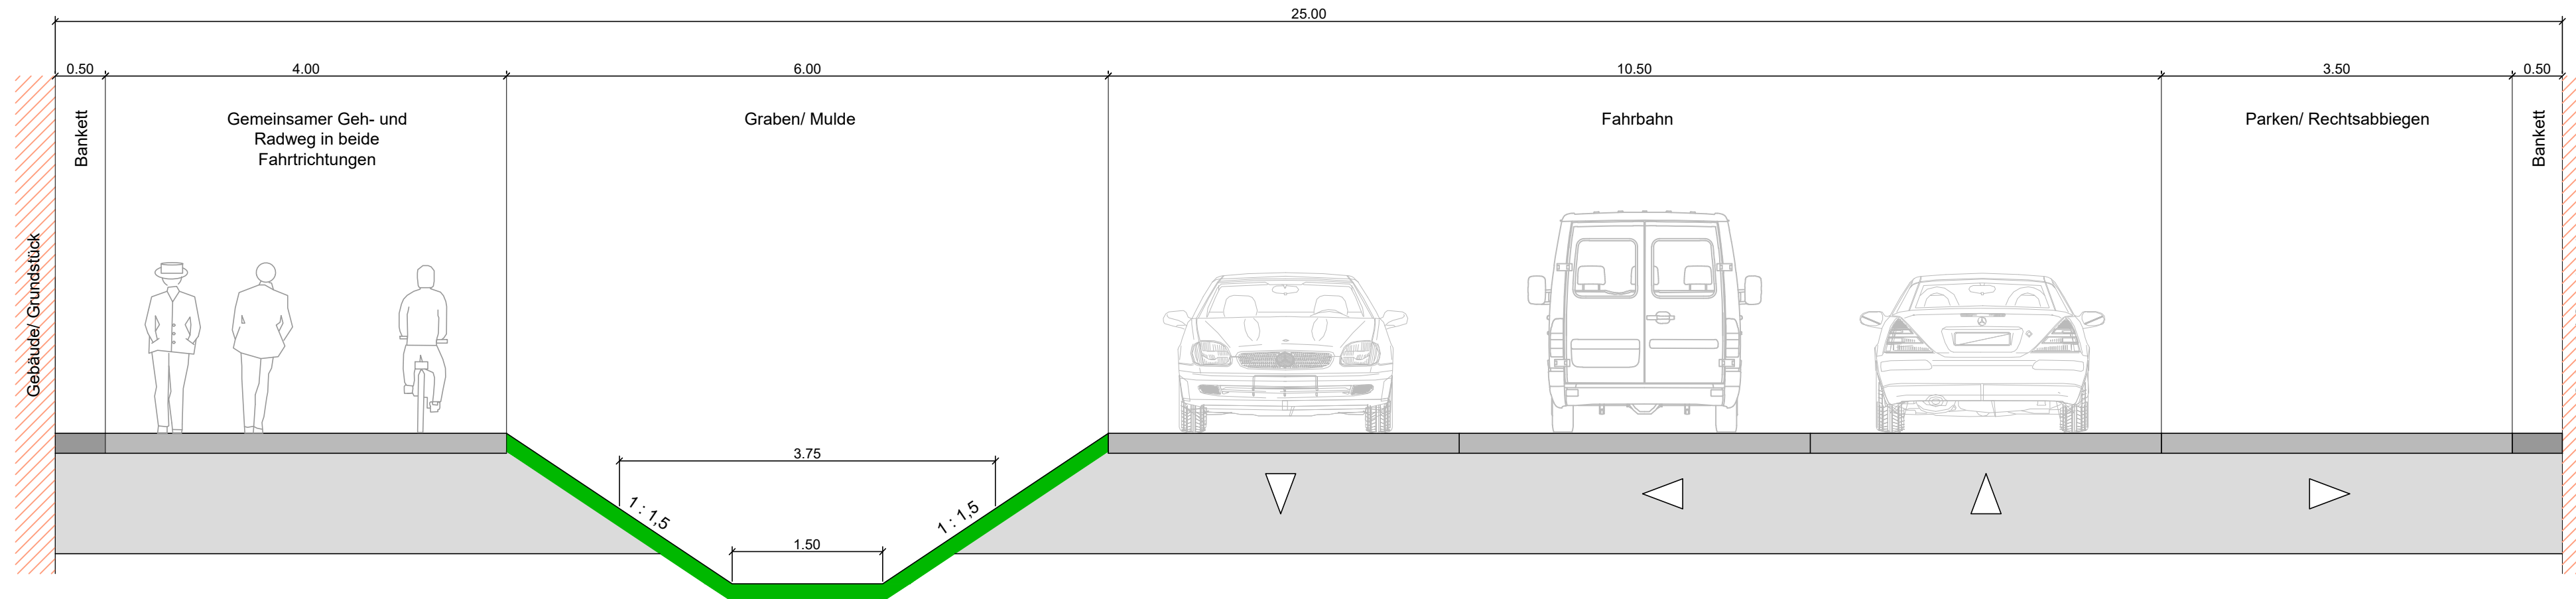 25.00
0.50
4.00
6.00
10.50
3.50
0.50
Bankett
Gemeinsamer Geh- und
Radweg in beide
Fahrtrichtungen
Graben/ Mulde
Fahrbahn
Parken/ Rechtsabbiegen
Bankett
Gebäude/ Grundstück
3.75
1 : 1,5
1 : 1,5
1.50